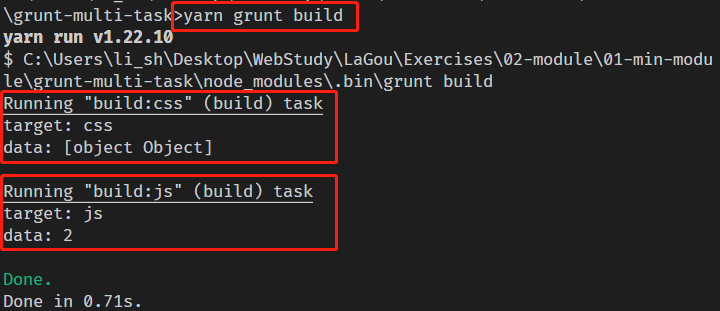 \grunt-multi-task>yarn grunt build
yarn run v1.22.10
$ C:\Users\li_sh\Desktop\WebStudy\LaGou\Exercises\02-module\01-min-modu
le\grunt-multi-task\node_modules\.bin\grunt build
Running "build:css" (build) task
target: css
data: [object Object]
Running "build:js" (build) task
target: js
data: 2
Done.
Done in 0.71s.